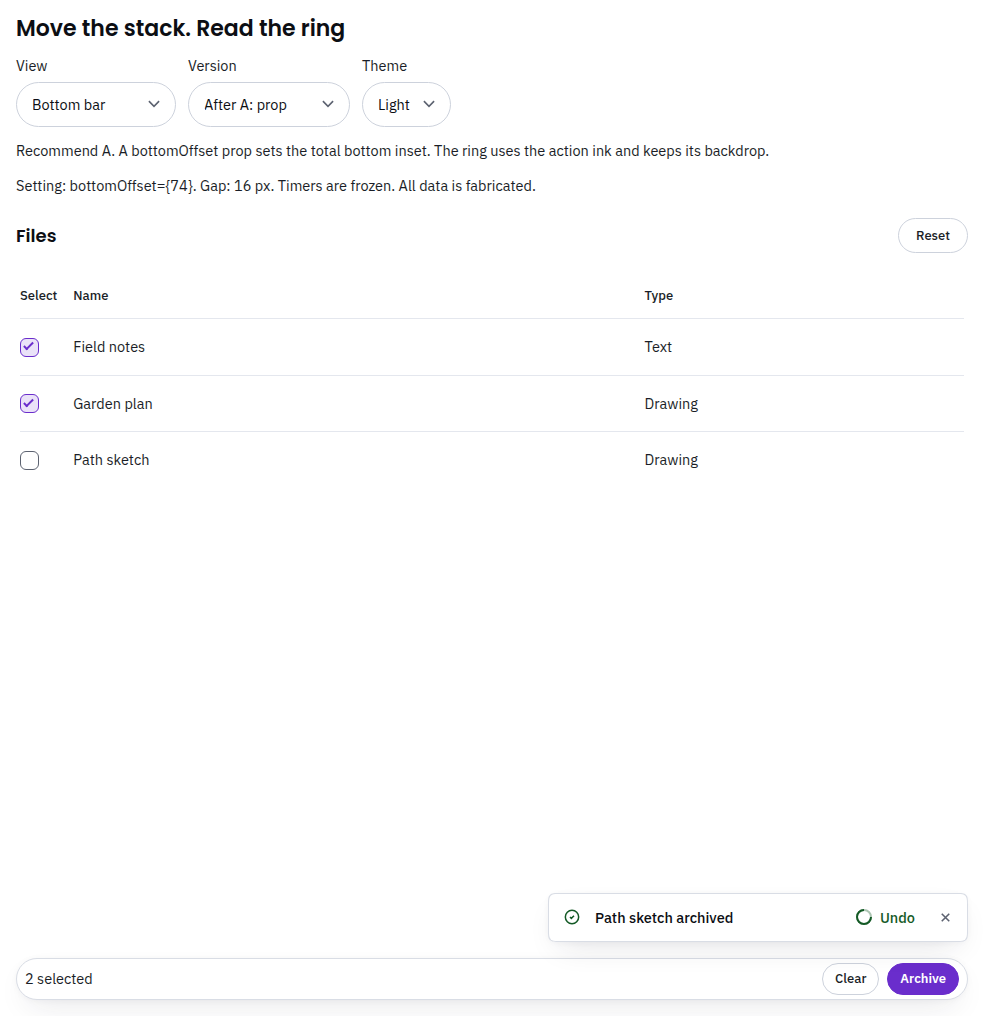 Move the stack. Read the ring
View Version Theme
Bottom bar After A: prop Light
Recommend A. A bottomOffset prop sets the total bottom inset. The ring uses the action ink and keeps its backdrop.
Setting: bottomOffset={74}. Gap: 16 px. Timers are frozen. All data is fabricated.
Files Reset
Select Name Type
Field notes Text
Garden plan Drawing
Path sketch Drawing
Path sketch archived Undo
2 selected Clear Archive